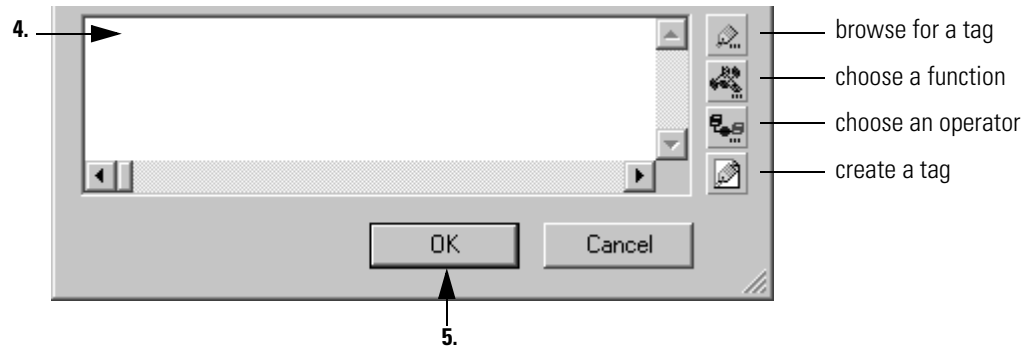 4.
browse for a tag
choose a function
choose an operator
create a tag
OK Cancel
5.